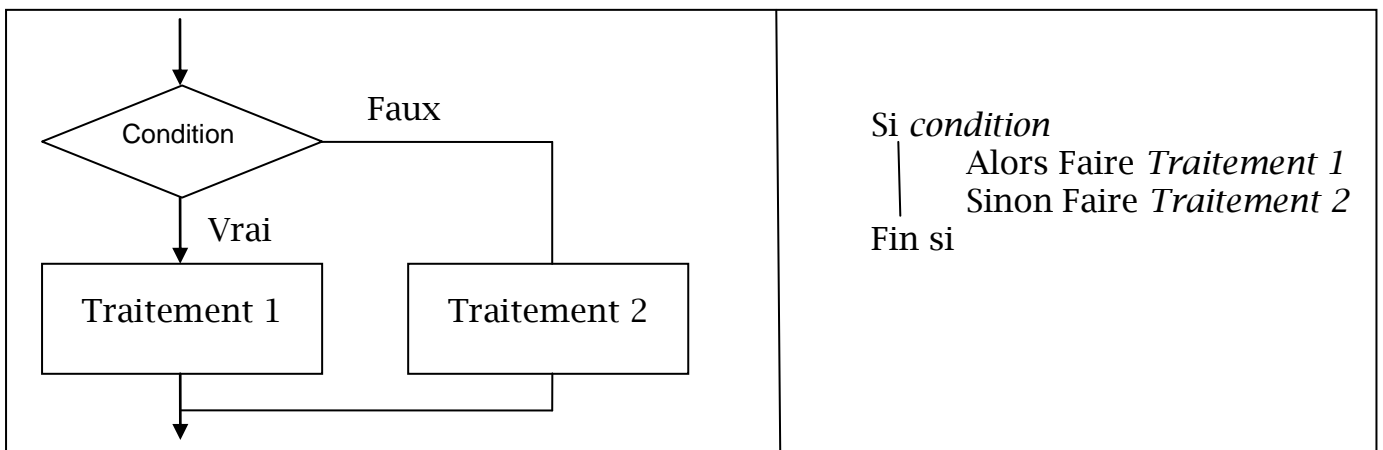 Faux
Condition
Vrai
Traitement 1
Traitement 2
Si condition
Alors Faire Traitement 1
Sinon Faire Traitement 2
Fin si